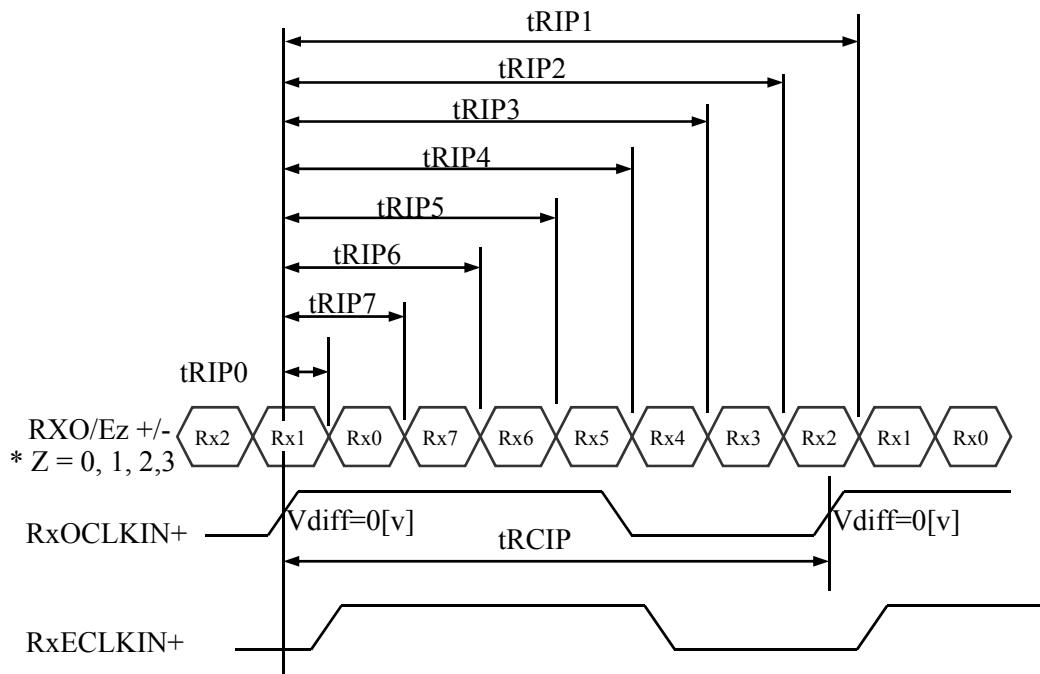 tRIP1
tRIP2
tRIP3
tRIP4
tRIP5
tRIP6
tRIP7
tRIP0
RXO/Ez +/-
* Z = 0, 1, 2,3
Rx2 Rx1 Rx0 Rx7 Rx6 Rx5 Rx4 Rx3 Rx2 Rx1 Rx0
RxOCLKIN+
Vdiff=0[v] Vdiff=0[v]
tRCIP
RxECLKIN+